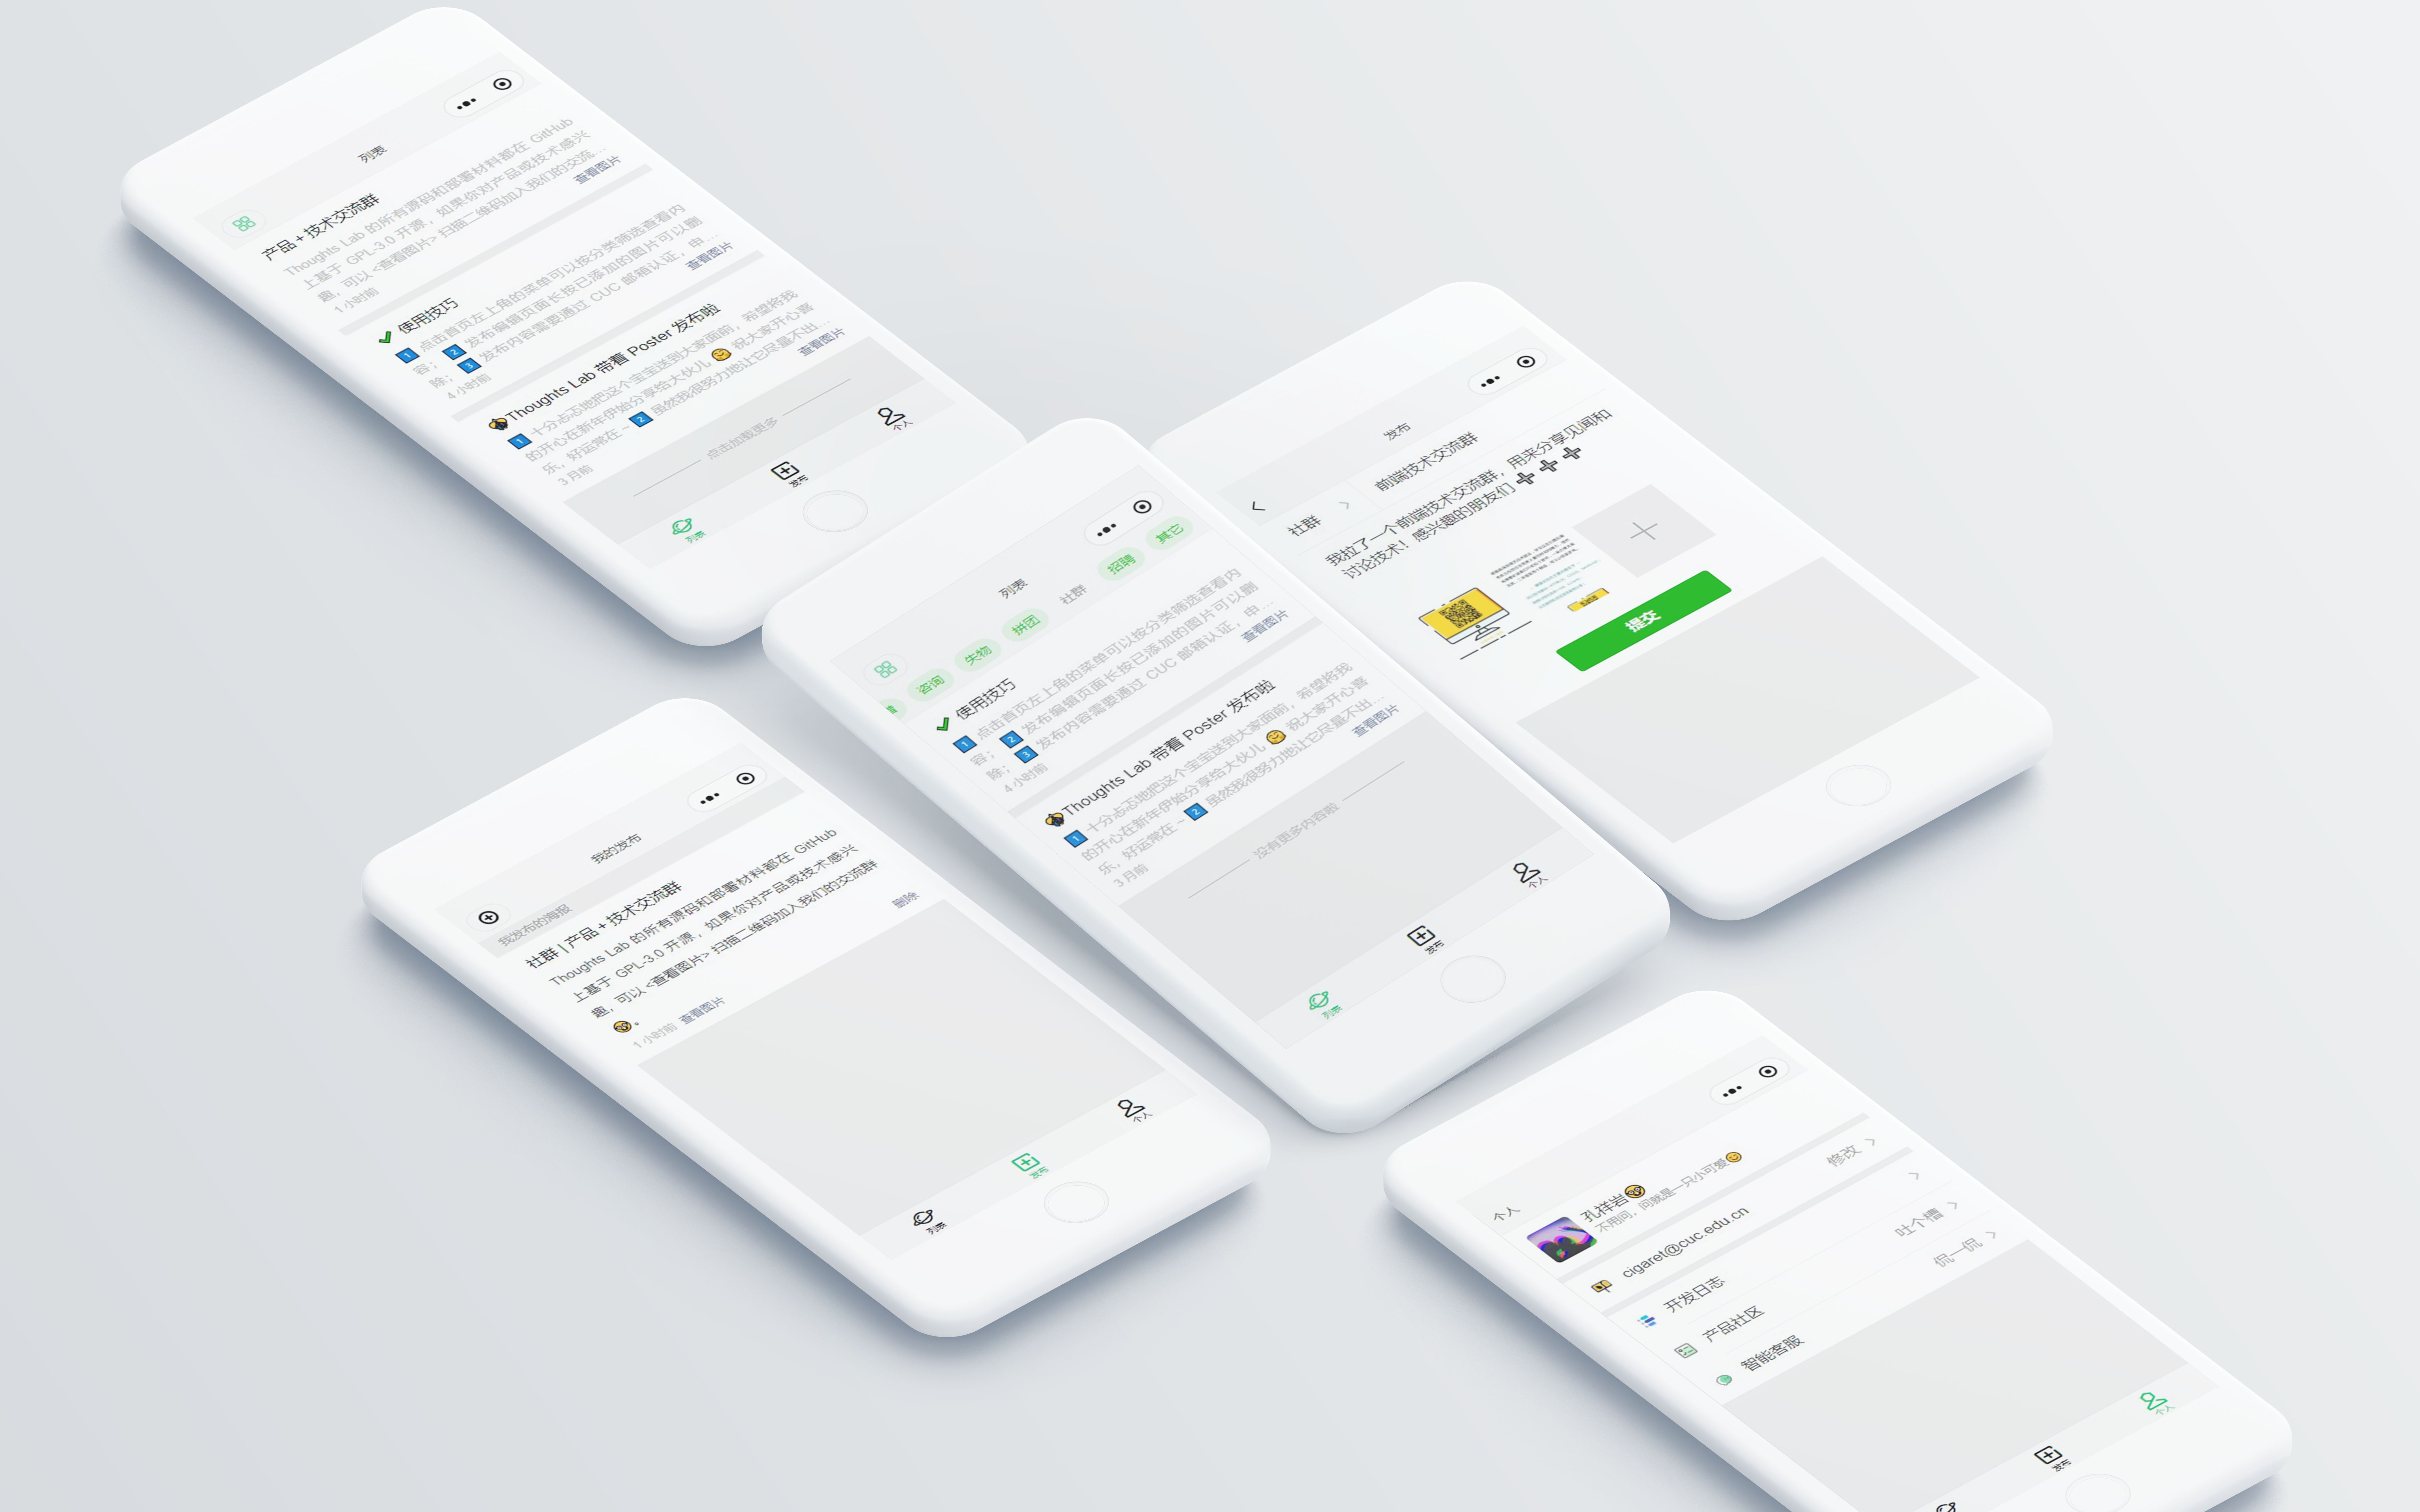 列表
产品 + 技术交流群
Thoughts Lab 的所有源码和部署材料都在 GitHub
上基于 GPL-3.0 开源，如果你对产品或技术感兴
趣，可以 <查看图片> 扫描二维码加入我们的交流...
1 小时前 查看图片
使用技巧
1 点击首页左上角的菜单可以按分类筛选查看内
容； 2 发布编辑页面长按已添加的图片可以删
除； 3 发布内容需要通过 CUC 邮箱认证，申...
4 小时前 查看图片
Thoughts Lab 带着 Poster 发布啦
1 十分忐忑地把这个宝宝送到大家面前，希望将我
的开心在新年伊始分享给大伙儿 😊 祝大家开心喜
乐，好运常在 ~ 2 虽然我很努力地让它尽量不出...
3 月前 查看图片
点击加载更多
列表 发布 个人
发布
社群 前端技术交流群
我拉了一个前端技术交流群，用来分享见闻和
讨论技术！感兴趣的朋友们 ➕ ➕ ➕
提交
列表
咨询 失物 拼团 社群 招聘 其它
使用技巧
1 点击首页左上角的菜单可以按分类筛选查看内
容； 2 发布编辑页面长按已添加的图片可以删
除； 3 发布内容需要通过 CUC 邮箱认证，申...
4 小时前 查看图片
Thoughts Lab 带着 Poster 发布啦
1 十分忐忑地把这个宝宝送到大家面前，希望将我
的开心在新年伊始分享给大伙儿 😊 祝大家开心喜
乐，好运常在 ~ 2 虽然我很努力地让它尽量不出...
3 月前 查看图片
没有更多内容啦
列表 发布 个人
我的发布
我发布的海报
社群 | 产品 + 技术交流群
Thoughts Lab 的所有源码和部署材料都在 GitHub
上基于 GPL-3.0 开源，如果你对产品或技术感兴
趣，可以 <查看图片> 扫描二维码加入我们的交流群
🤓。
1 小时前 查看图片 删除
列表 发布 个人
个人
孔祥岩🤓
不用问，问就是一只小可爱😊
修改
cigaret@cuc.edu.cn
开发日志
产品社区 吐个槽
智能客服 侃一侃
发布 个人